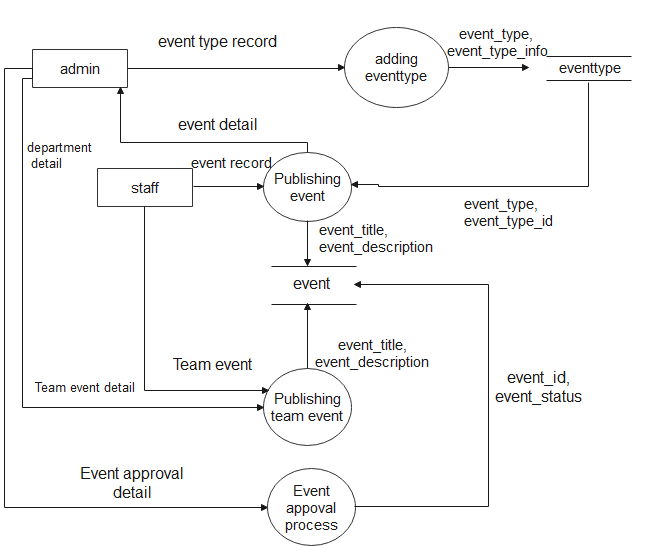 event type record
event_type,
event_type_info
admin
adding
eventtype
eventtype
event detail
department
detail
event record
staff
Publishing
event
event_type,
event_type_id
event_title,
event_description
event
event_title,
event_description
Team event
Team event detail
Publishing
team event
event_id,
event_status
Event approval
detail
Event
appoval
process